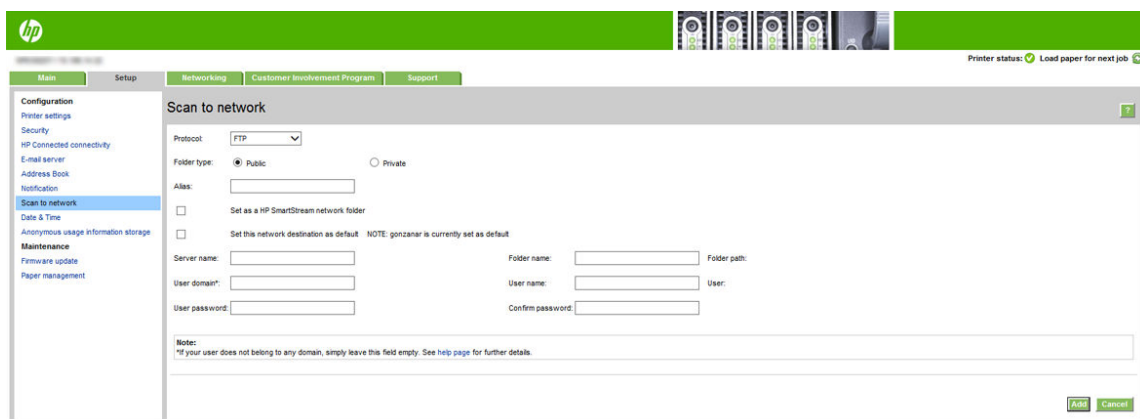 hp
Printer status: Load paper for next job
Main Setup Networking Customer Involvement Program Support
Configuration
Printer settings
Security
HP Connected connectivity
E-mail server
Address Book
Notification
Scan to network
Date & Time
Anonymous usage information storage
Maintenance
Firmware update
Paper management
Scan to network
?
Protocol: FTP
Folder type: Public Private
Alias:
Set as a HP SmartStream network folder
Set this network destination as default NOTE: gonzanar is currently set as default
Server name: Folder name: Folder path:
User domain*: User name: User:
User password: Confirm password:
Note:
*If your user does not belong to any domain, simply leave this field empty. See help page for further details.
Add Cancel